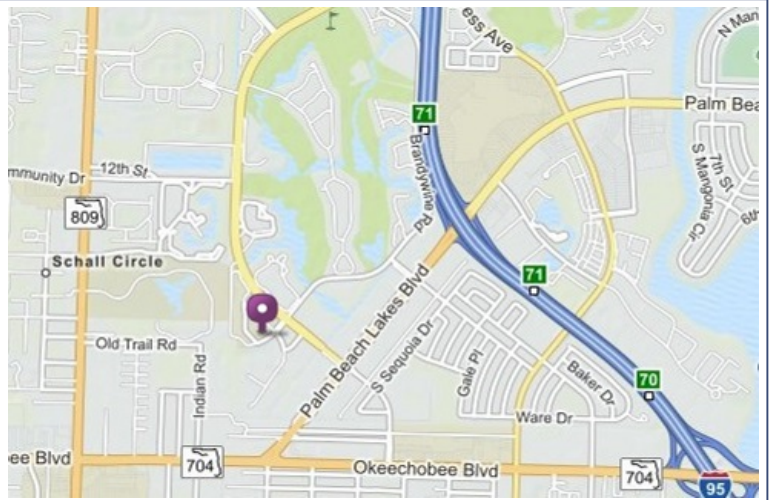 ess Ave
N Man
71
Palm Bea
Brandywine Rd
12th St
mmunity Dr
7th St
S Mangonia Cir
49
809
Schall Circle
71
Palm Beach Lakes Blvd
Old Trail Rd
Indian Rd
S Sequoia Dr
Gale Pl
Baker Dr
70
Ware Dr
ee Blvd
704
Okeechobee Blvd
704
95